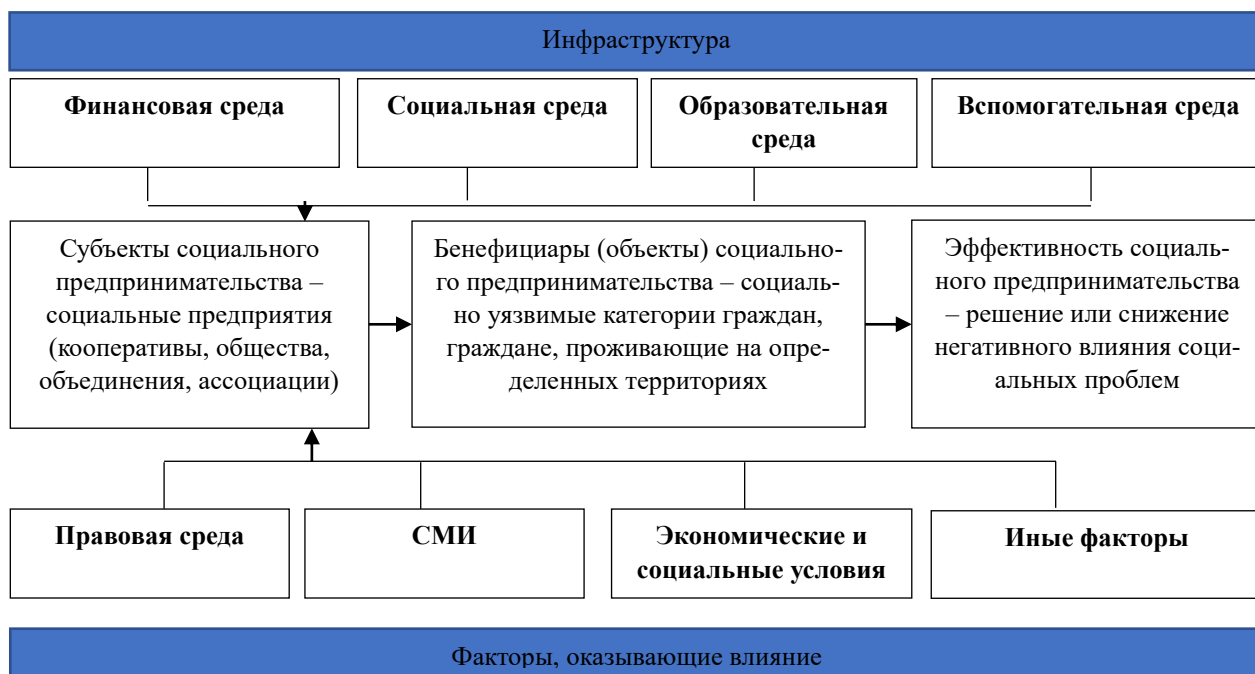 Инфраструктура
Финансовая среда
Социальная среда
Образовательная
среда
Вспомогательная среда
Субъекты социального
предпринимательства –
социальные предприятия
(кооперативы, общества,
объединения, ассоциации)
Бенефициары (объекты) социально-
го предпринимательства – социаль-
но уязвимые категории граждан,
граждане, проживающие на опре-
деленных территориях
Эффективность социаль-
ного предпринимательства
– решение или снижение
негативного влияния соци-
альных проблем
Правовая среда
СМИ
Экономические и
социальные условия
Иные факторы
Факторы, оказывающие влияние